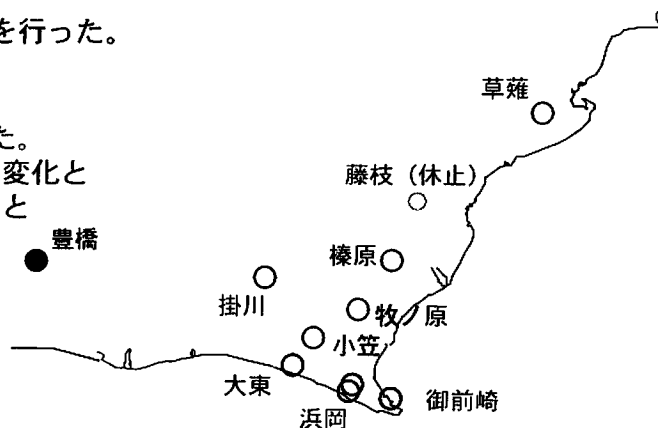 を行った。
草薙
た。
変化と
藤枝（休止）
と
豊橋
榛原
掛川
牧ノ原
小笠
大東
御前崎
浜岡